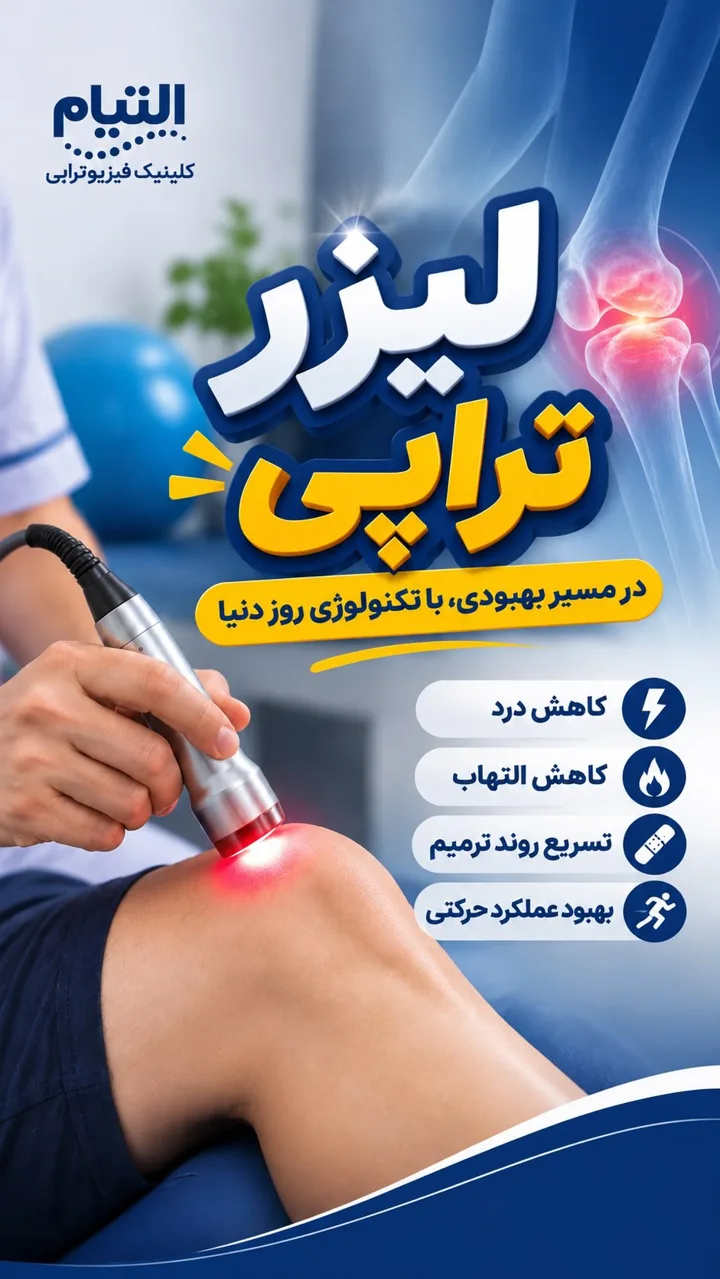 التیام
کلینیک فیزیوتراپی
لیزر
تراپی
در مسیر بهبودی، با تکنولوژی روز دنیا
کاهش درد
کاهش التهاب
تسریع روند ترمیم
بهبود عملکرد حرکتی